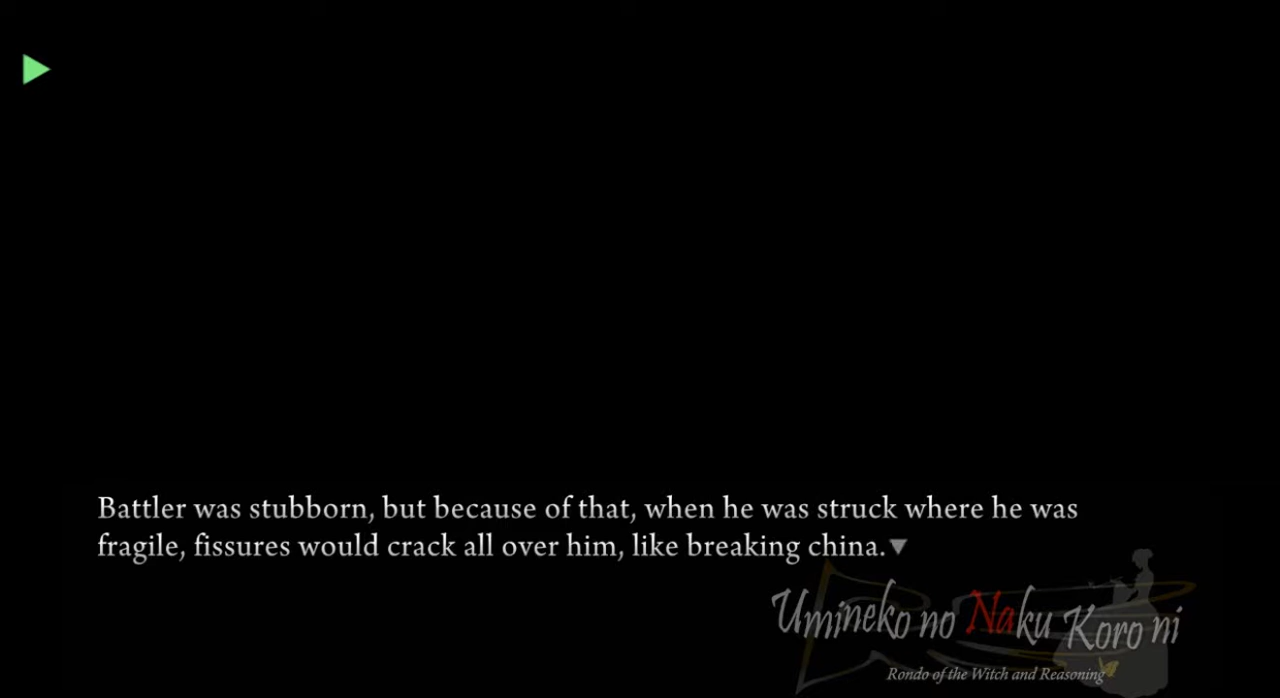 Battler was stubborn, but because of that, when he was struck where he was
fragile, fissures would crack all over him, like breaking china.
Umineko no Naku Koro ni
Rondo of the Witch and Reasoning